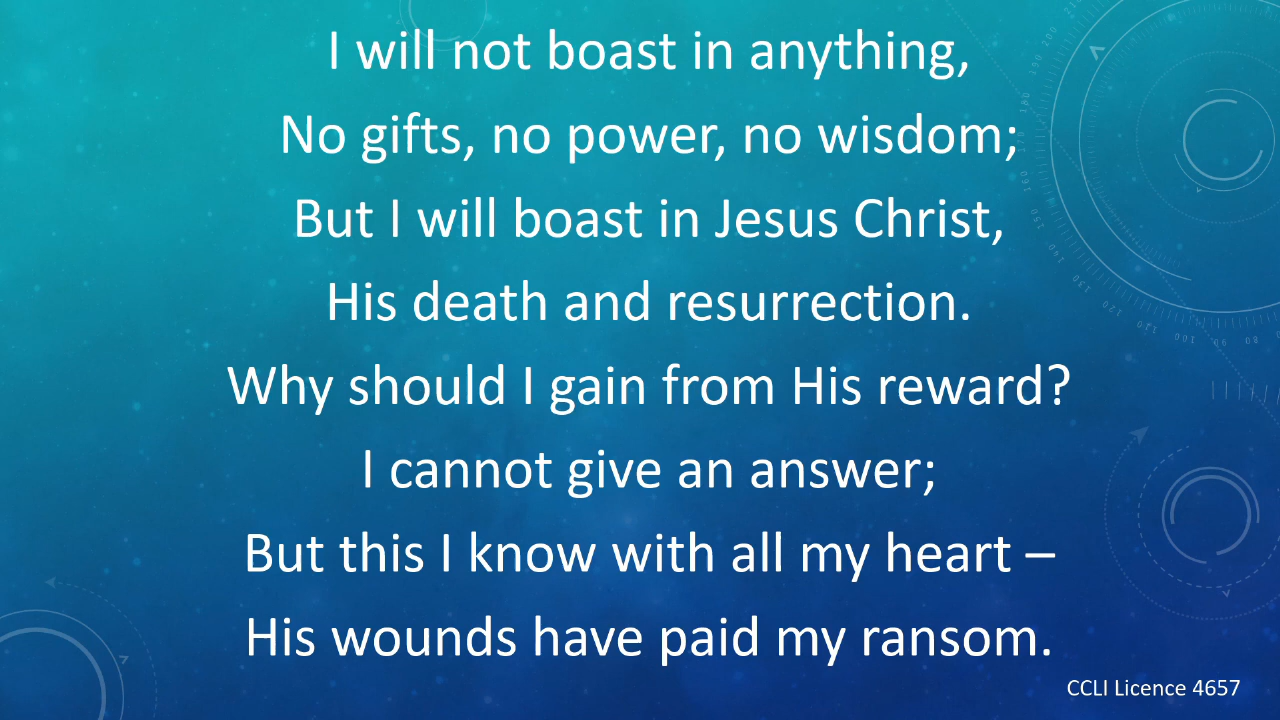 I will not boast in anything,
No gifts, no power, no wisdom;
But I will boast in Jesus Christ,
His death and resurrection.
Why should I gain from His reward?
I cannot give an answer;
But this I know with all my heart –
His wounds have paid my ransom.
CCLI Licence 4657